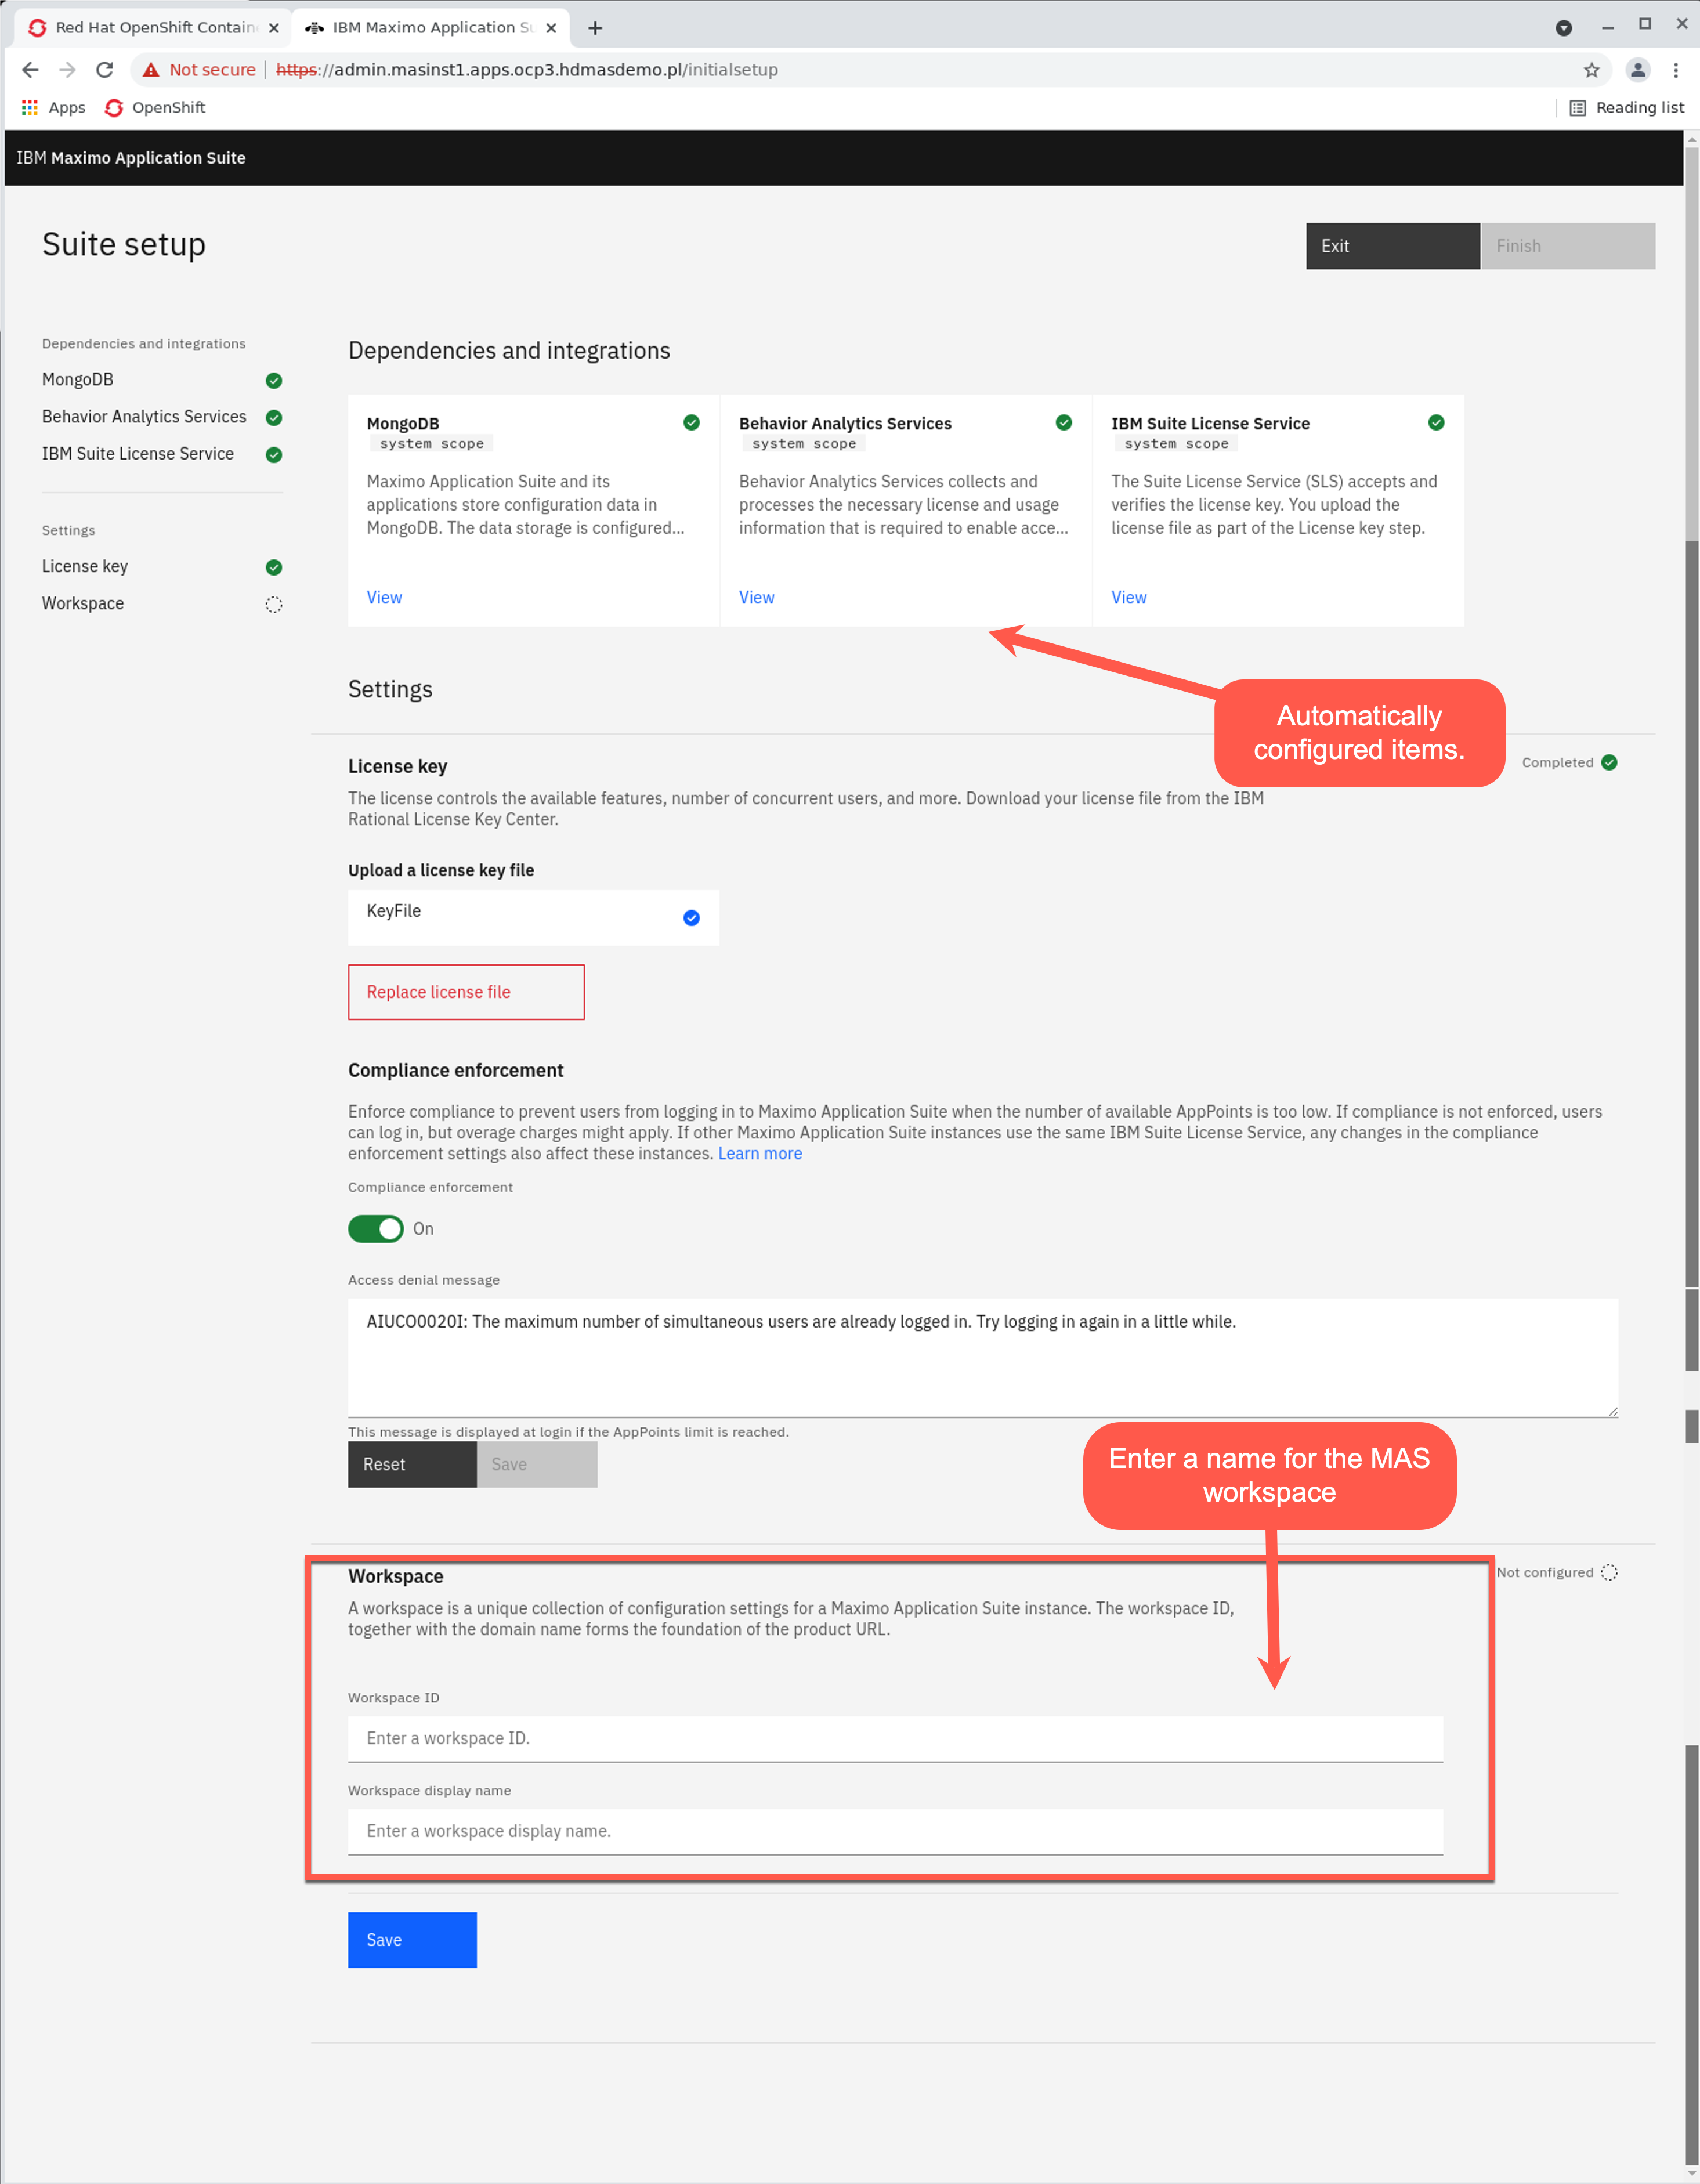 Red Hat OpenShift Contain
IBM Maximo Application Su
Not secure
https://admin.masinst1.apps.ocp3.hdmasdemo.pl/initialsetup
Apps
OpenShift
Reading list
IBM Maximo Application Suite
Suite setup
Exit
Finish
Dependencies and integrations
MongoDB
Behavior Analytics Services
IBM Suite License Service
Settings
License key
Workspace
Dependencies and integrations
MongoDB
system scope
Maximo Application Suite and its
applications store configuration data in
MongoDB. The data storage is configured...
View
Behavior Analytics Services
system scope
Behavior Analytics Services collects and
processes the necessary license and usage
information that is required to enable acce...
View
IBM Suite License Service
system scope
The Suite License Service (SLS) accepts and
verifies the license key. You upload the
license file as part of the License key step.
View
Automatically
configured items.
Settings
License key
Completed
The license controls the available features, number of concurrent users, and more. Download your license file from the IBM
Rational License Key Center.
Upload a license key file
KeyFile
Replace license file
Compliance enforcement
Enforce compliance to prevent users from logging in to Maximo Application Suite when the number of available AppPoints is too low. If compliance is not enforced, users
can log in, but overage charges might apply. If other Maximo Application Suite instances use the same IBM Suite License Service, any changes in the compliance
enforcement settings also affect these instances. Learn more
Compliance enforcement
On
Access denial message
AIUCO0020I: The maximum number of simultaneous users are already logged in. Try logging in again in a little while.
This message is displayed at login if the AppPoints limit is reached.
Reset
Save
Enter a name for the MAS
workspace
Workspace
Not configured
A workspace is a unique collection of configuration settings for a Maximo Application Suite instance. The workspace ID,
together with the domain name forms the foundation of the product URL.
Workspace ID
Enter a workspace ID.
Workspace display name
Enter a workspace display name.
Save